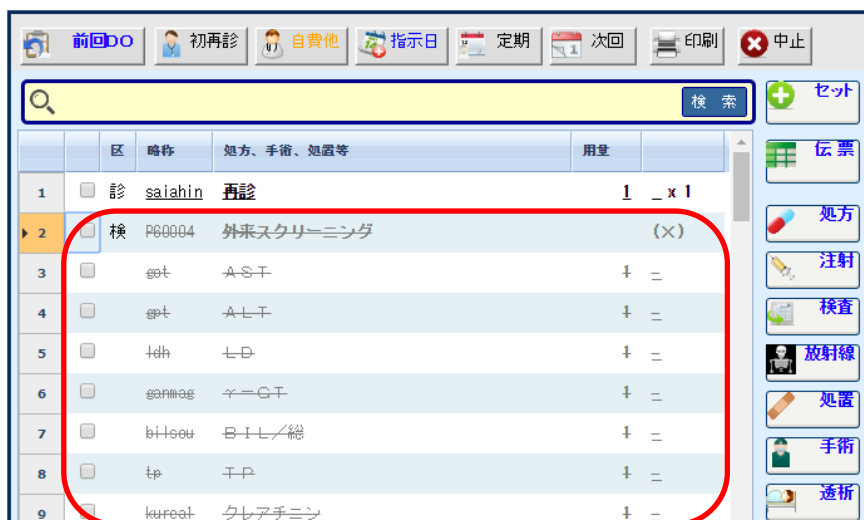 前回DO 初再診 自費他 指示日 定期 次回 印刷 中止
検 索
セット
区 略称 処方、手術、処置等 用量
伝票
1 診 saiahin 再診 1 _ x 1
処方
2 検 P60004 外来スクリーニング (×)
注射
3 got AST 1 _
検査
4 gpt ALT 1 _
放射線
5 ldh LD 1 _
処置
6 ganmag γ-GT 1 _
手術
7 bilsou BIL/総 1 _
透析
8 tp TP 1 _
9 kureat クレアチニン 1 _